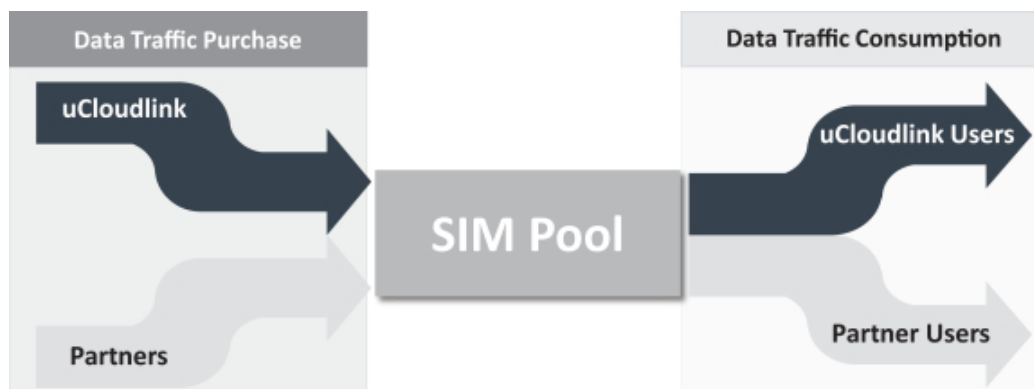 Data Traffic Purchase
Data Traffic Consumption
uCloudlink
uCloudlink Users
SIM Pool
Partners
Partner Users